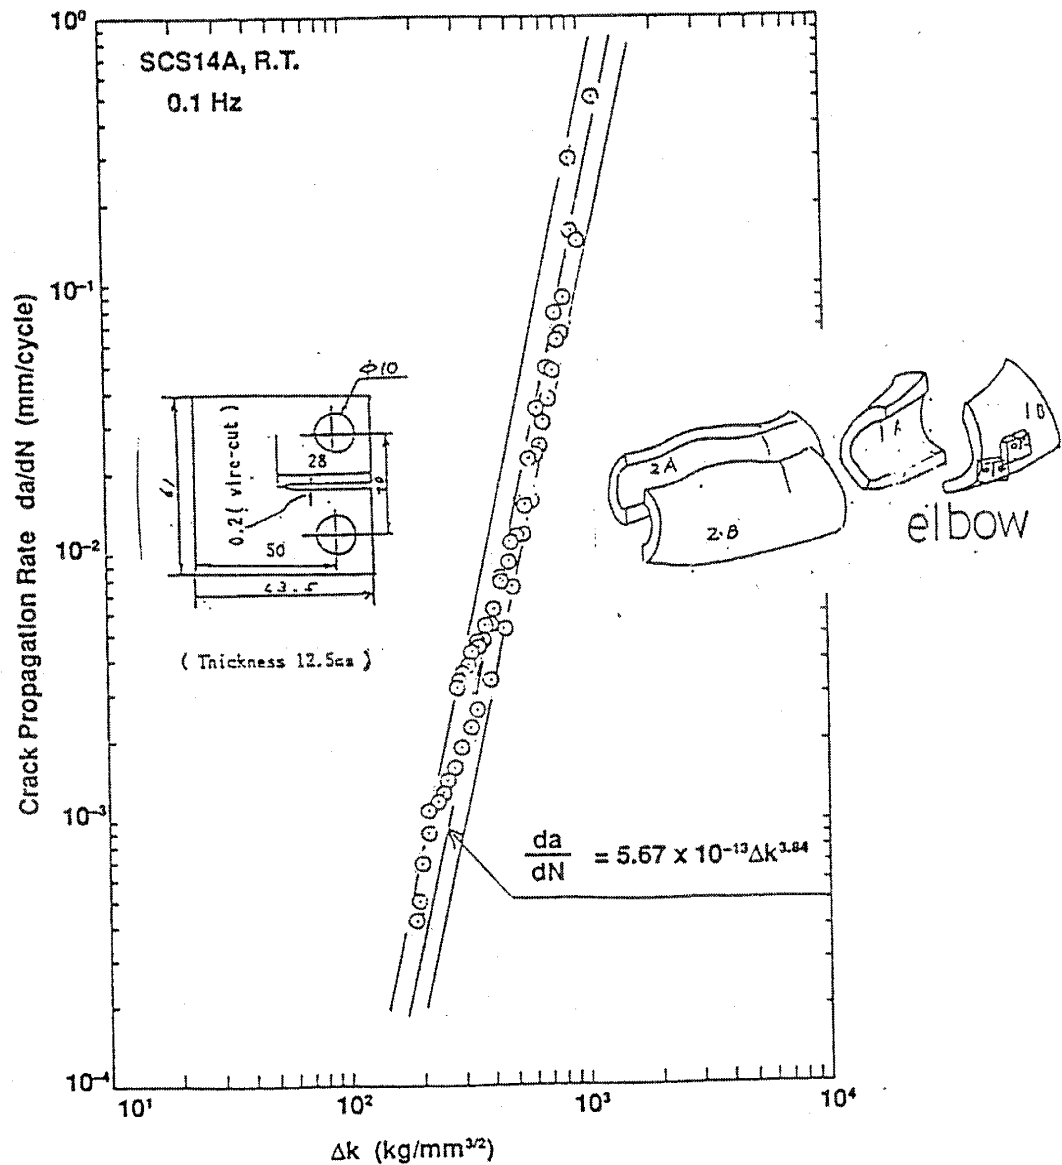 10⁰
SCS14A, R.T.
0.1 Hz
10⁻¹
10⁻²
10⁻³
10⁻⁴
Crack Propagation Rate da/dN (mm/cycle)
ϕ10
28
0.2 ( wire-cut )
61
50
( Thickness 12.5mm )
2A
2.B
1A
1B
elbow
da/dN = 5.67 x 10⁻¹³Δk³·⁸⁴
10¹
10²
10³
10⁴
Δk (kg/mm³ᐟ²)